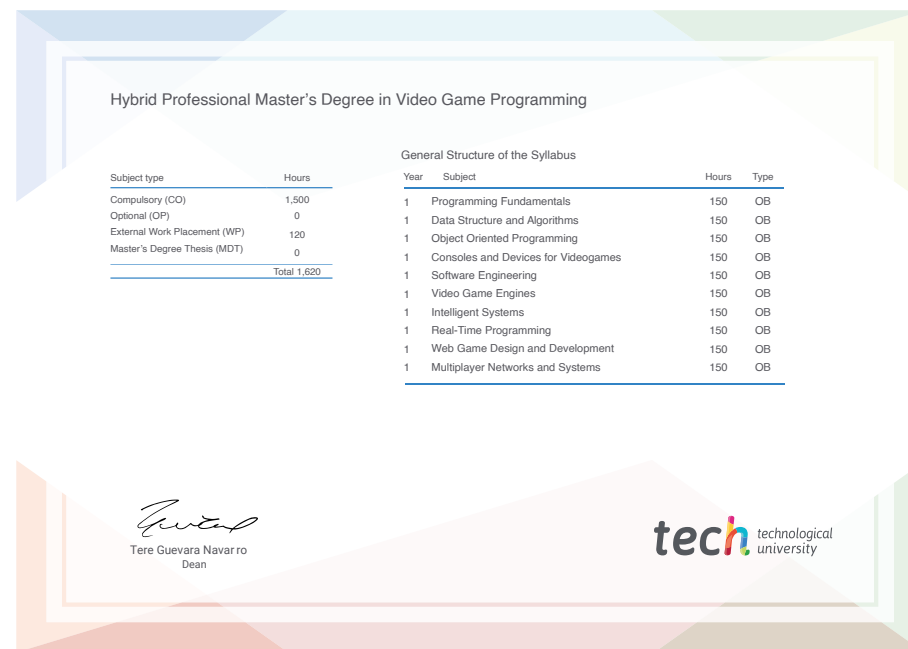 Hybrid Professional Master's Degree in Video Game Programming
Subject type Hours
Compulsory (CO) 1,500
Optional (OP) 0
External Work Placement (WP) 120
Master's Degree Thesis (MDT) 0
Total 1,620
General Structure of the Syllabus
Year Subject Hours Type
1 Programming Fundamentals 150 OB
1 Data Structure and Algorithms 150 OB
1 Object Oriented Programming 150 OB
1 Consoles and Devices for Videogames 150 OB
1 Software Engineering 150 OB
1 Video Game Engines 150 OB
1 Intelligent Systems 150 OB
1 Real-Time Programming 150 OB
1 Web Game Design and Development 150 OB
1 Multiplayer Networks and Systems 150 OB
Tere Guevara Navarro
Dean
tech technological
university